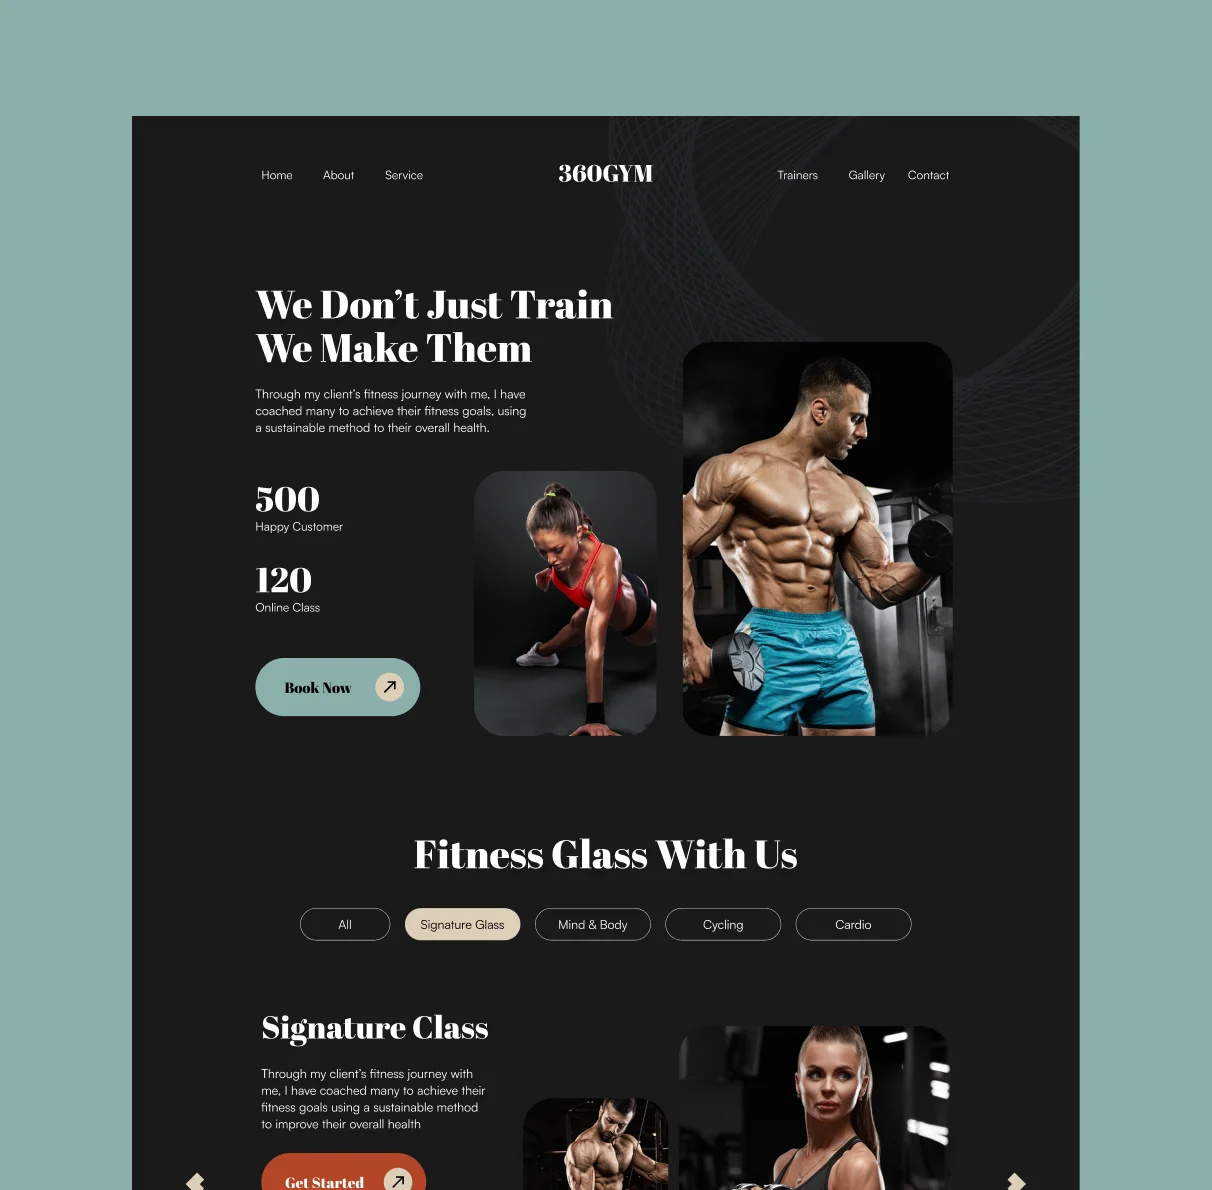 Home About Service 360GYM Trainers Gallery Contact
We Don’t Just Train
We Make Them
Through my client's fitness journey with me, I have
coached many to achieve their fitness goals, using
a sustainable method to their overall health.
500
Happy Customer
120
Online Class
Book Now
Fitness Glass With Us
All Signature Glass Mind & Body Cycling Cardio
Signature Class
Through my client’s fitness journey with
me, I have coached many to achieve their
fitness goals using a sustainable method
to improve their overall health
Get Started